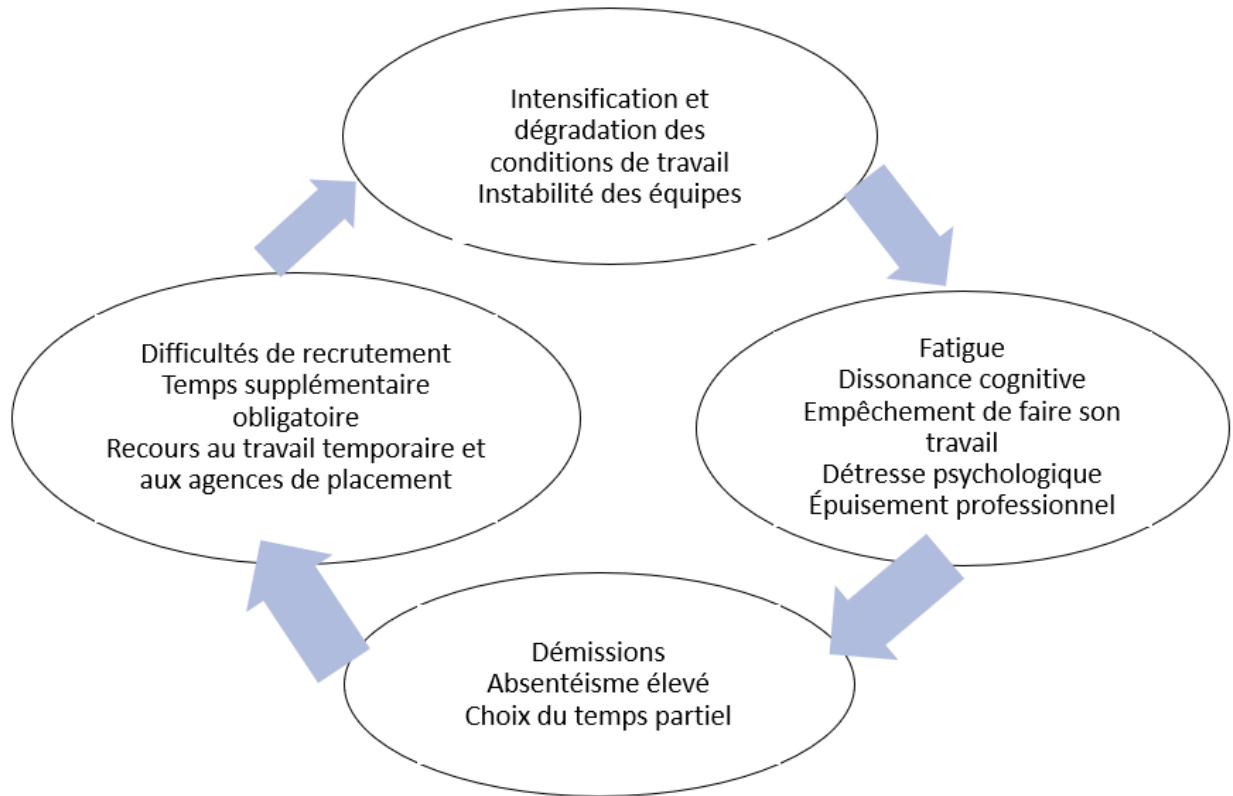 Intensification et
dégradation des
conditions de travail
Instabilité des équipes
Difficultés de recrutement
Temps supplémentaire
obligatoire
Recours au travail temporaire et
aux agences de placement
Fatigue
Dissonance cognitive
Empêchement de faire son
travail
Détresse psychologique
Épuisement professionnel
Démissions
Absentéisme élevé
Choix du temps partiel